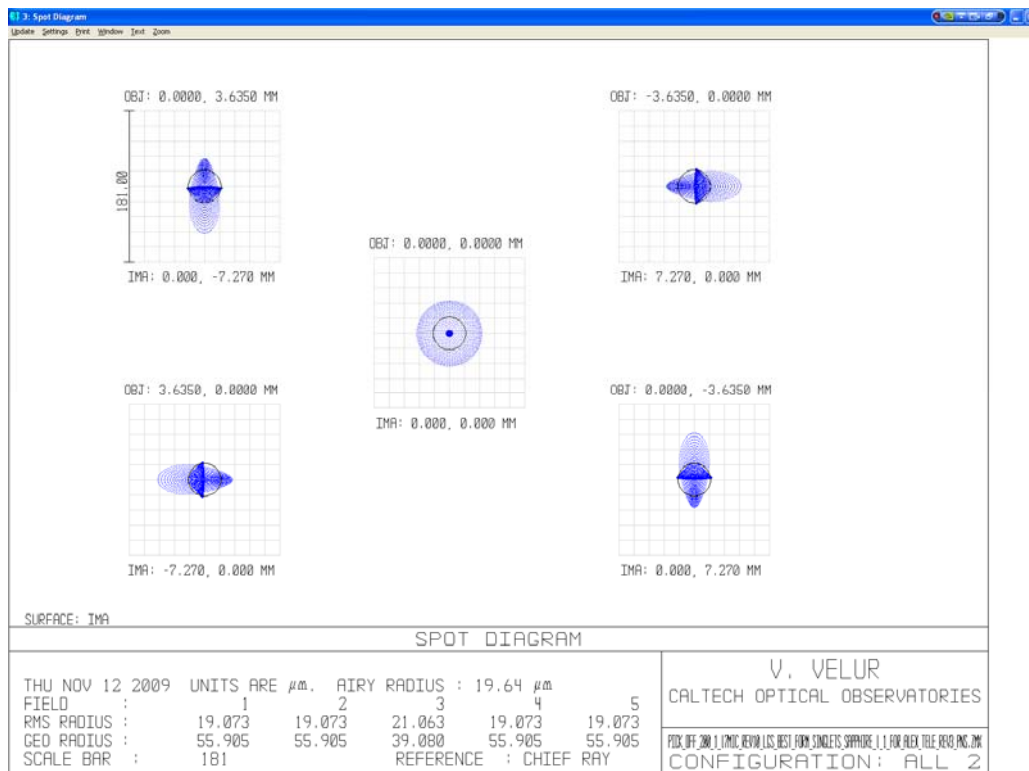 3: Spot Diagram
Update Settings Print Window Text Zoom
OBJ: 0.0000, 3.6350 MM
OBJ: -3.6350, 0.0000 MM
181.00
IMA: 0.000, -7.270 MM
IMA: 7.270, 0.000 MM
OBJ: 0.0000, 0.0000 MM
IMA: 0.000, 0.000 MM
OBJ: 3.6350, 0.0000 MM
OBJ: 0.0000, -3.6350 MM
IMA: -7.270, 0.000 MM
IMA: 0.000, 7.270 MM
SURFACE: IMA
SPOT DIAGRAM
THU NOV 12 2009 UNITS ARE µm. AIRY RADIUS : 19.64 µm
FIELD : 1 2 3 4 5
RMS RADIUS : 19.073 19.073 21.063 19.073 19.073
GEO RADIUS : 55.905 55.905 39.080 55.905 55.905
SCALE BAR : 181 REFERENCE : CHIEF RAY
V. VELUR
CALTECH OPTICAL OBSERVATORIES
CONFIGURATION: ALL 2